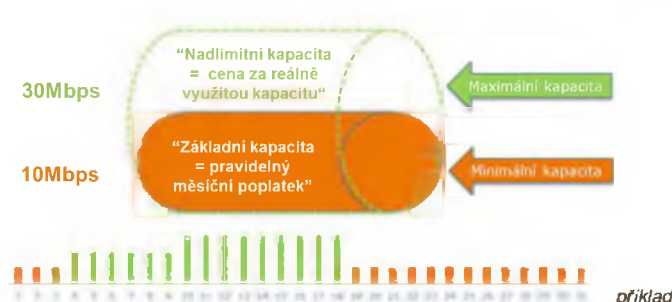 “Nadlimitní kapacita
= cena za reálně
využitou kapacitu“
30Mbps
Maximální kapacita
“Základní kapacita
= pravidelný
měsíční poplatek”
10Mbps
Minimální kapacita
příklad